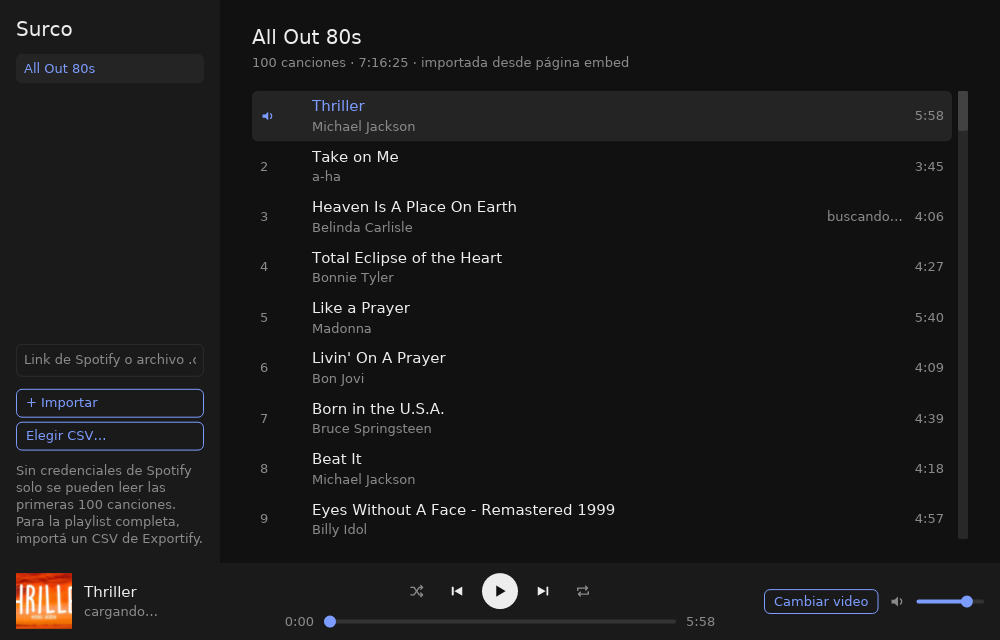 Surco
All Out 80s
Link de Spotify o archivo .c
+ Importar
Elegir CSV...
Sin credenciales de Spotify
solo se pueden leer las
primeras 100 canciones.
Para la playlist completa,
importá un CSV de Exportify.
All Out 80s
100 canciones · 7:16:25 · importada desde página embed
Thriller
Michael Jackson
5:58
2
Take on Me
a-ha
3:45
3
Heaven Is A Place On Earth
Belinda Carlisle
buscando... 4:06
4
Total Eclipse of the Heart
Bonnie Tyler
4:27
5
Like a Prayer
Madonna
5:40
6
Livin' On A Prayer
Bon Jovi
4:09
7
Born in the U.S.A.
Bruce Springsteen
4:39
8
Beat It
Michael Jackson
4:18
9
Eyes Without A Face - Remastered 1999
Billy Idol
4:57
Thriller
cargando...
0:00
5:58
Cambiar video